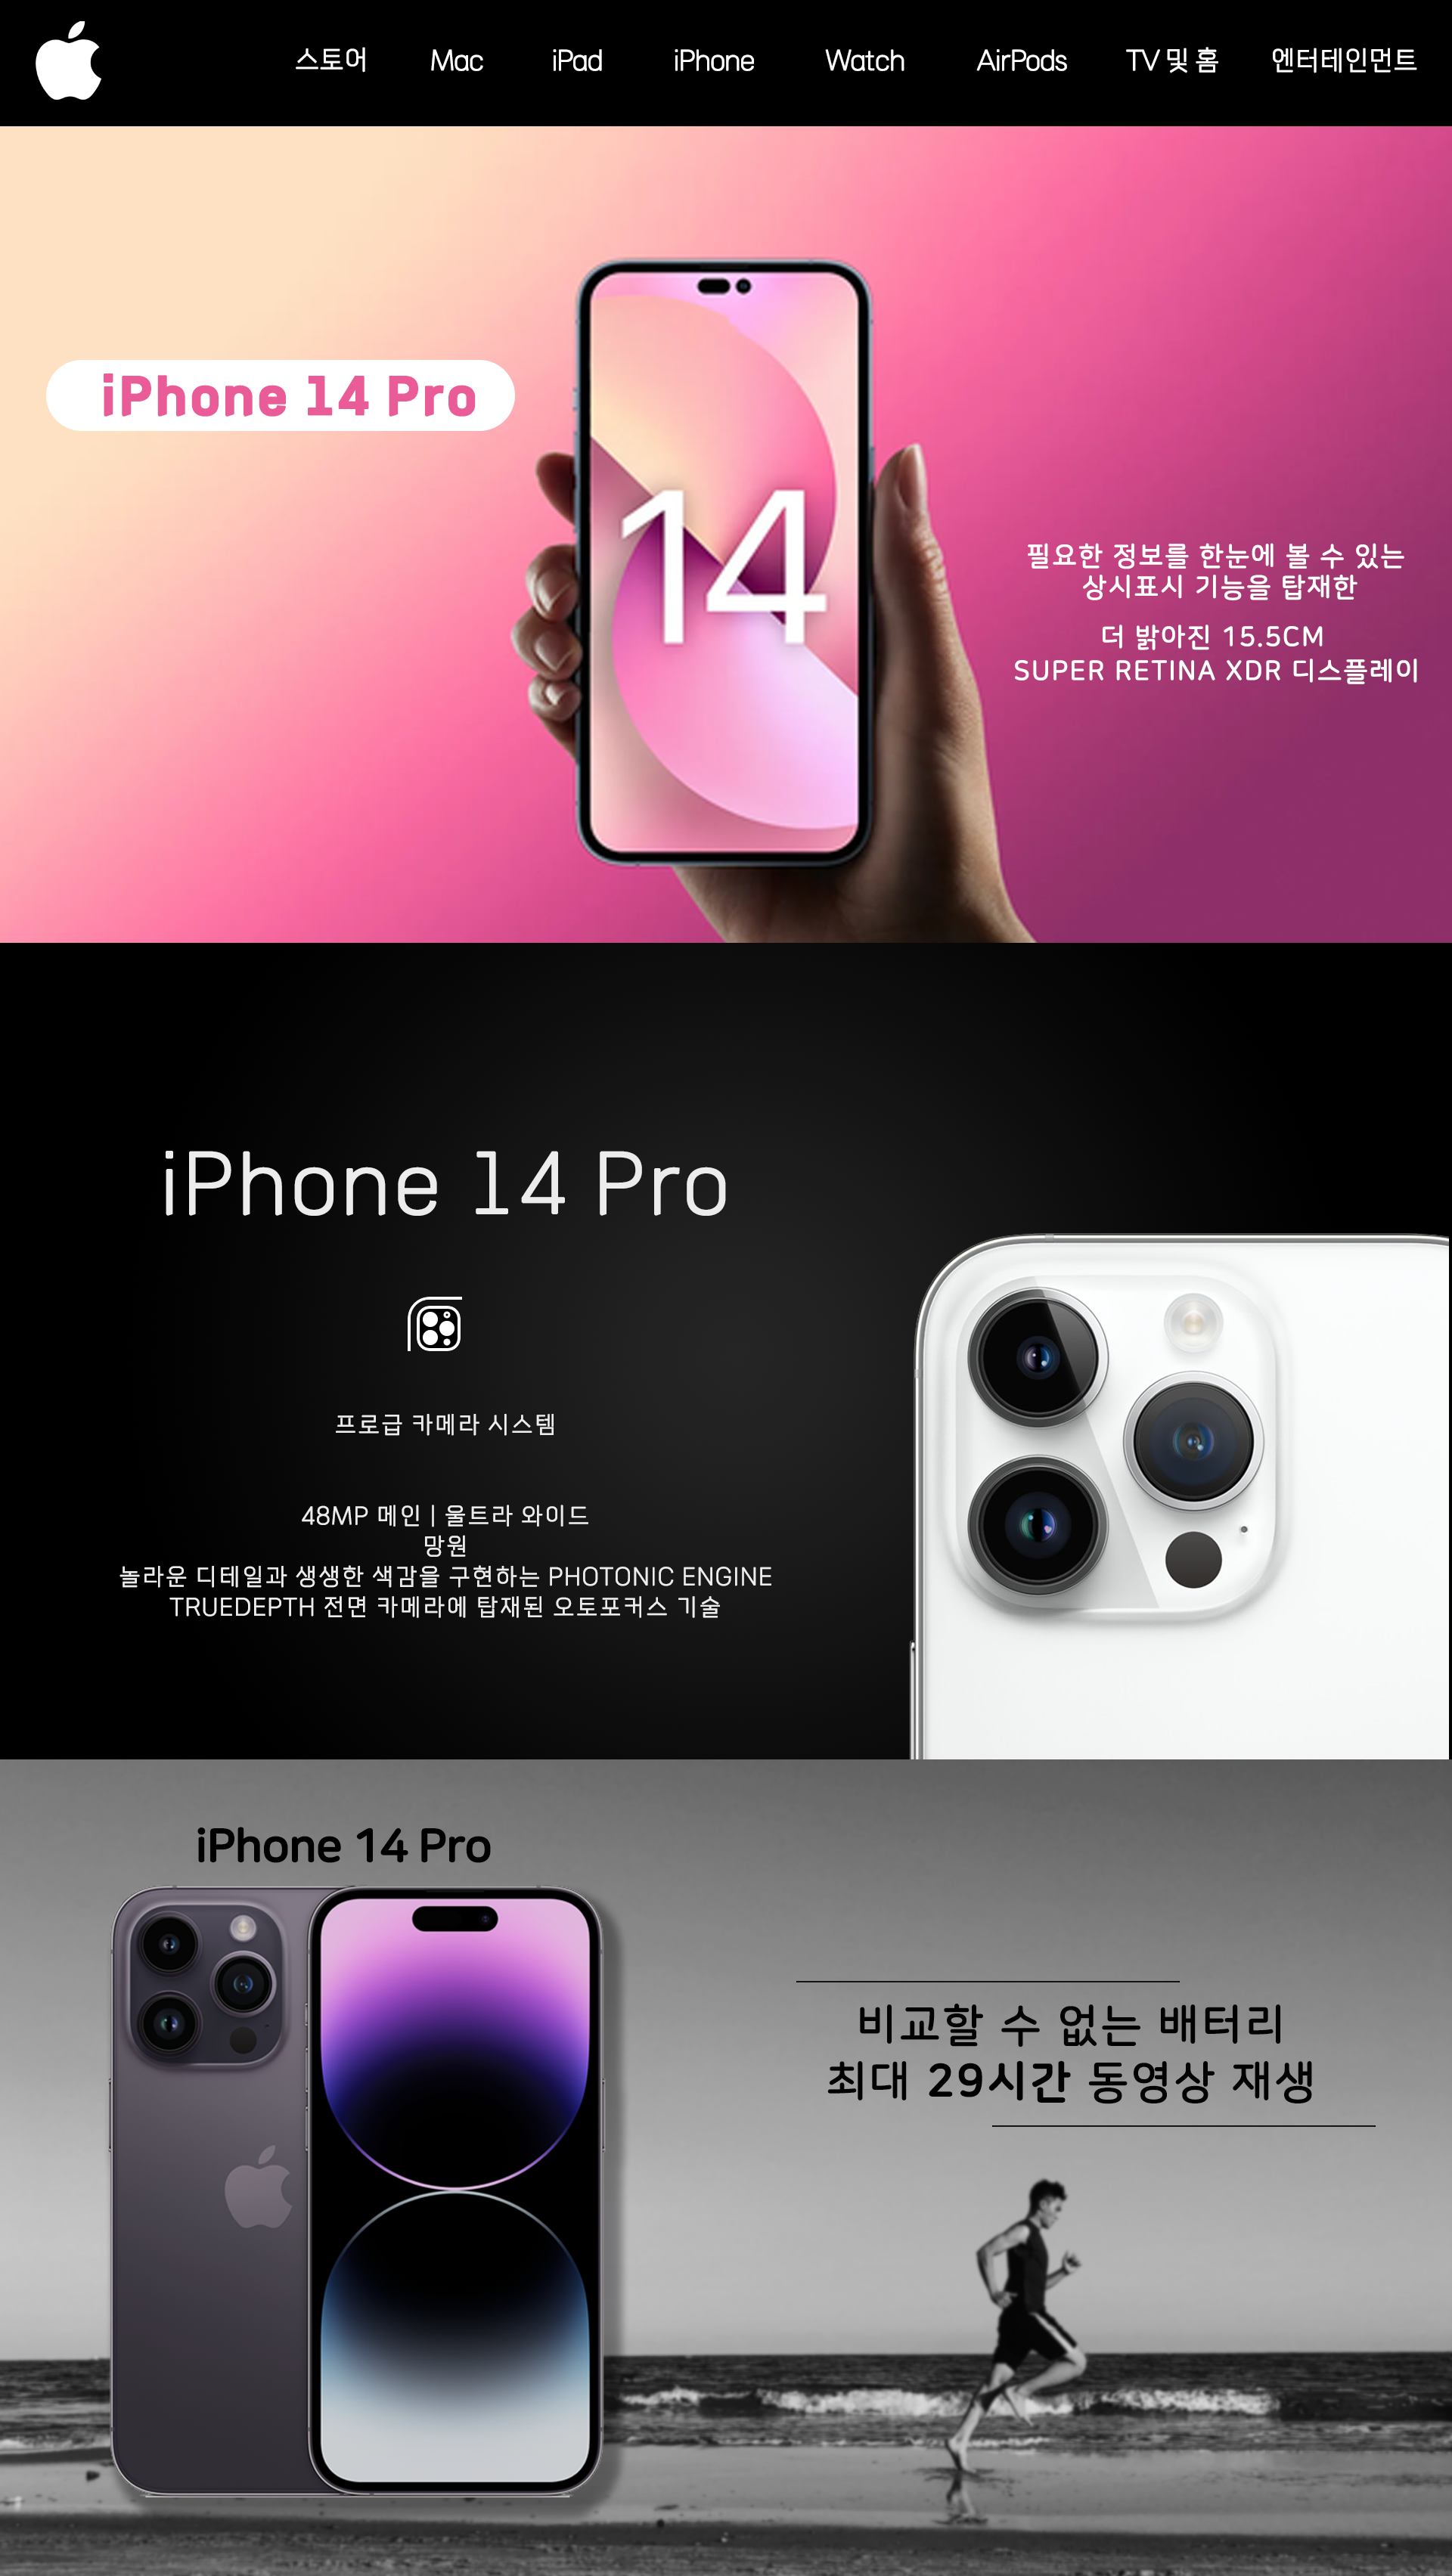 스토어 Mac iPad iPhone Watch AirPods TV 및 홈 엔터테인먼트
iPhone 14 Pro
14
필요한 정보를 한눈에 볼 수 있는
상시표시 기능을 탑재한
더 밝아진 15.5CM
SUPER RETINA XDR 디스플레이
iPhone 14 Pro
프로급 카메라 시스템
48MP 메인 | 울트라 와이드
망원
놀라운 디테일과 생생한 색감을 구현하는 PHOTONIC ENGINE
TRUEDEPTH 전면 카메라에 탑재된 오토포커스 기술
iPhone 14 Pro
비교할 수 없는 배터리
최대 29시간 동영상 재생